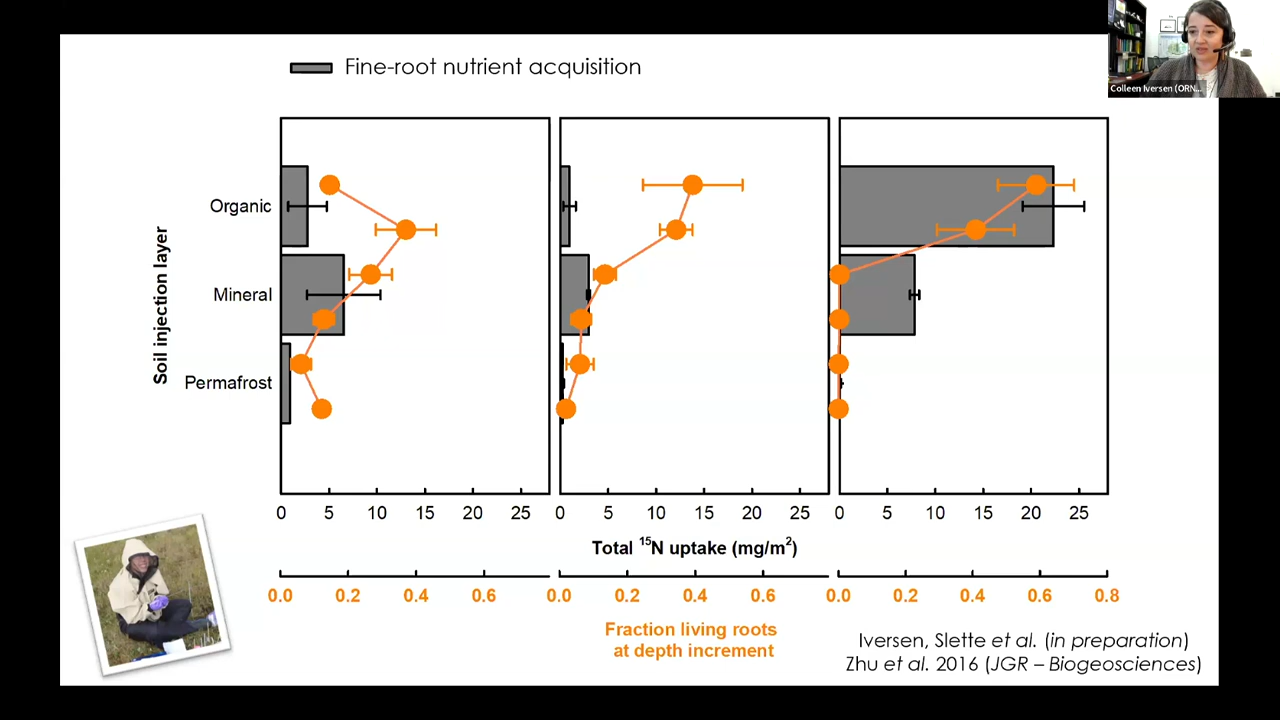 Fine-root nutrient acquisition
Colleen Iversen (ORN...
Soil injection layer
Organic
Mineral
Permafrost
0 5 10 15 20 25
0 5 10 15 20 25
0 5 10 15 20 25
Total 15N uptake (mg/m2)
0.0 0.2 0.4 0.6
0.0 0.2 0.4 0.6
0.0 0.2 0.4 0.6 0.8
Fraction living roots
at depth increment
Iversen, Slette et al. (in preparation)
Zhu et al. 2016 (JGR – Biogeosciences)